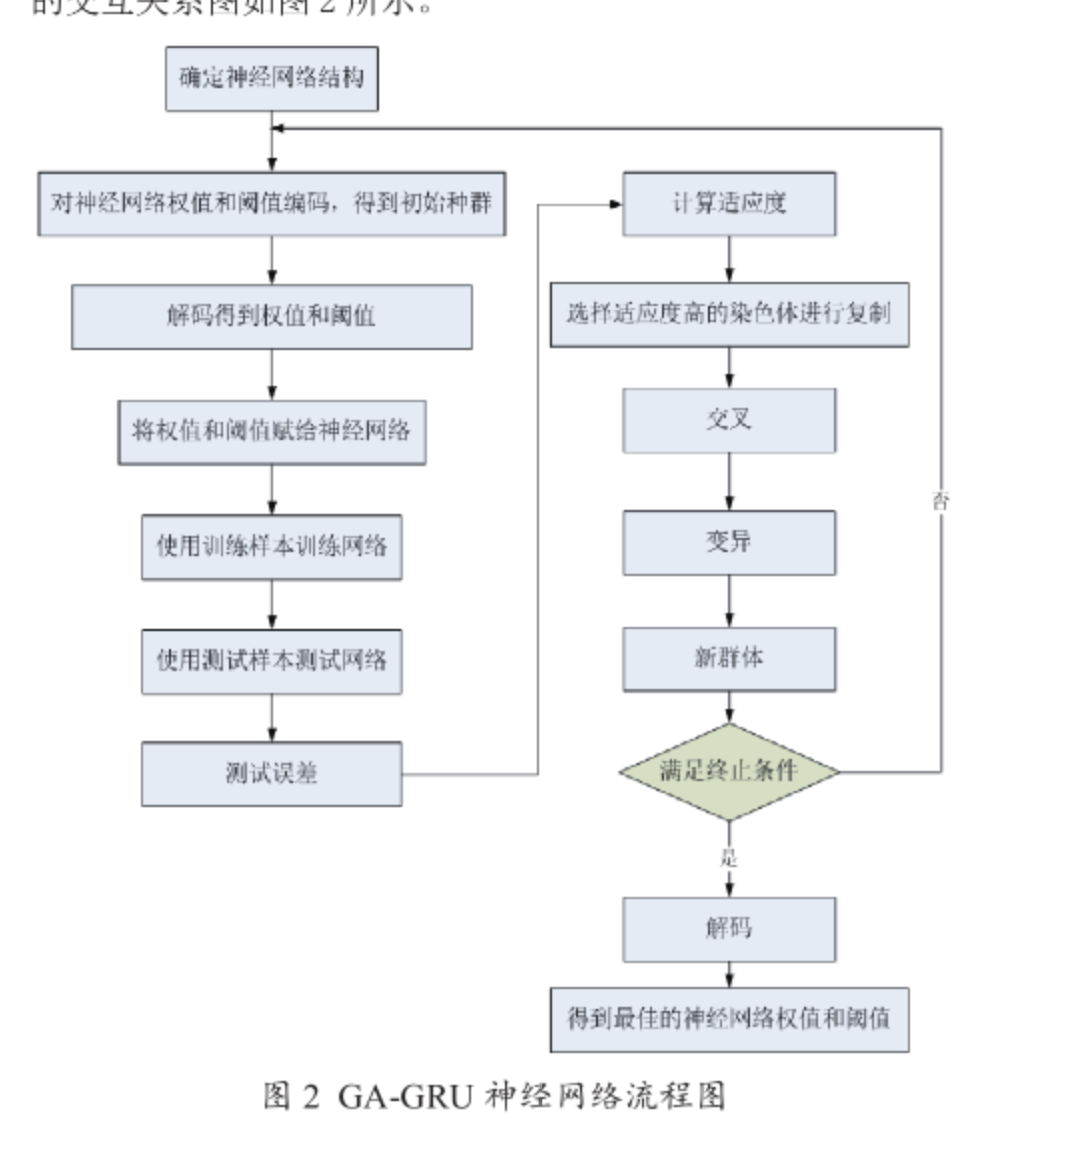 的交互关系图如图 2 所示。
确定神经网络结构
对神经网络权值和阈值编码，得到初始种群
解码得到权值和阈值
将权值和阈值赋给神经网络
使用训练样本训练网络
使用测试样本测试网络
测试误差
计算适应度
选择适应度高的染色体进行复制
交叉
变异
新群体
满足终止条件
否
是
解码
得到最佳的神经网络权值和阈值
图 2 GA-GRU 神经网络流程图